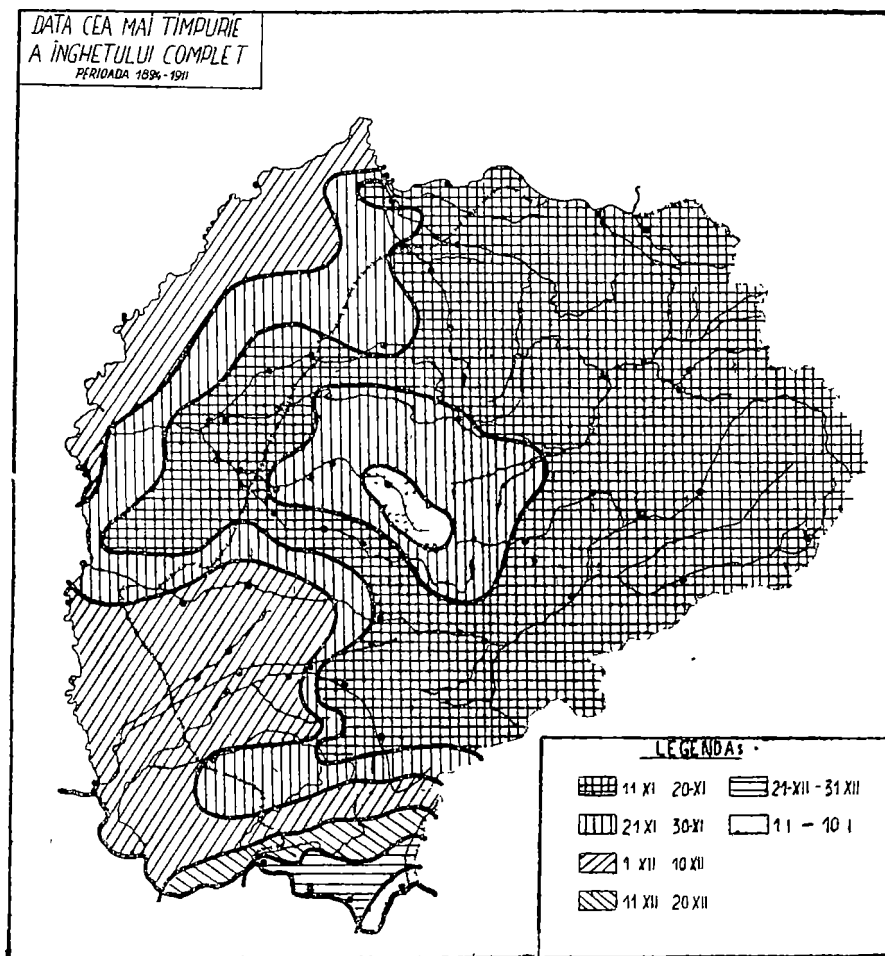 DATA CEA MAI TIMPURIE
A ÎNGHETULUI COMPLET
PERIOADA 1894-1911
LEGENDA:
11 XI 20-XI
21-XII - 31 XII
21 XI 30-XI
1 I - 10 I
1 XII 10 XII
11 XII 20 XII